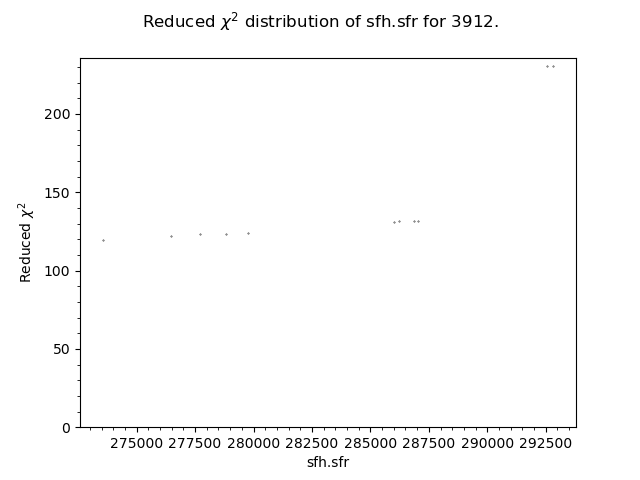 Reduced χ² distribution of sfh.sfr for 3912.
200
150
100
50
0
Reduced χ²
275000 277500 280000 282500 285000 287500 290000 292500
sfh.sfr